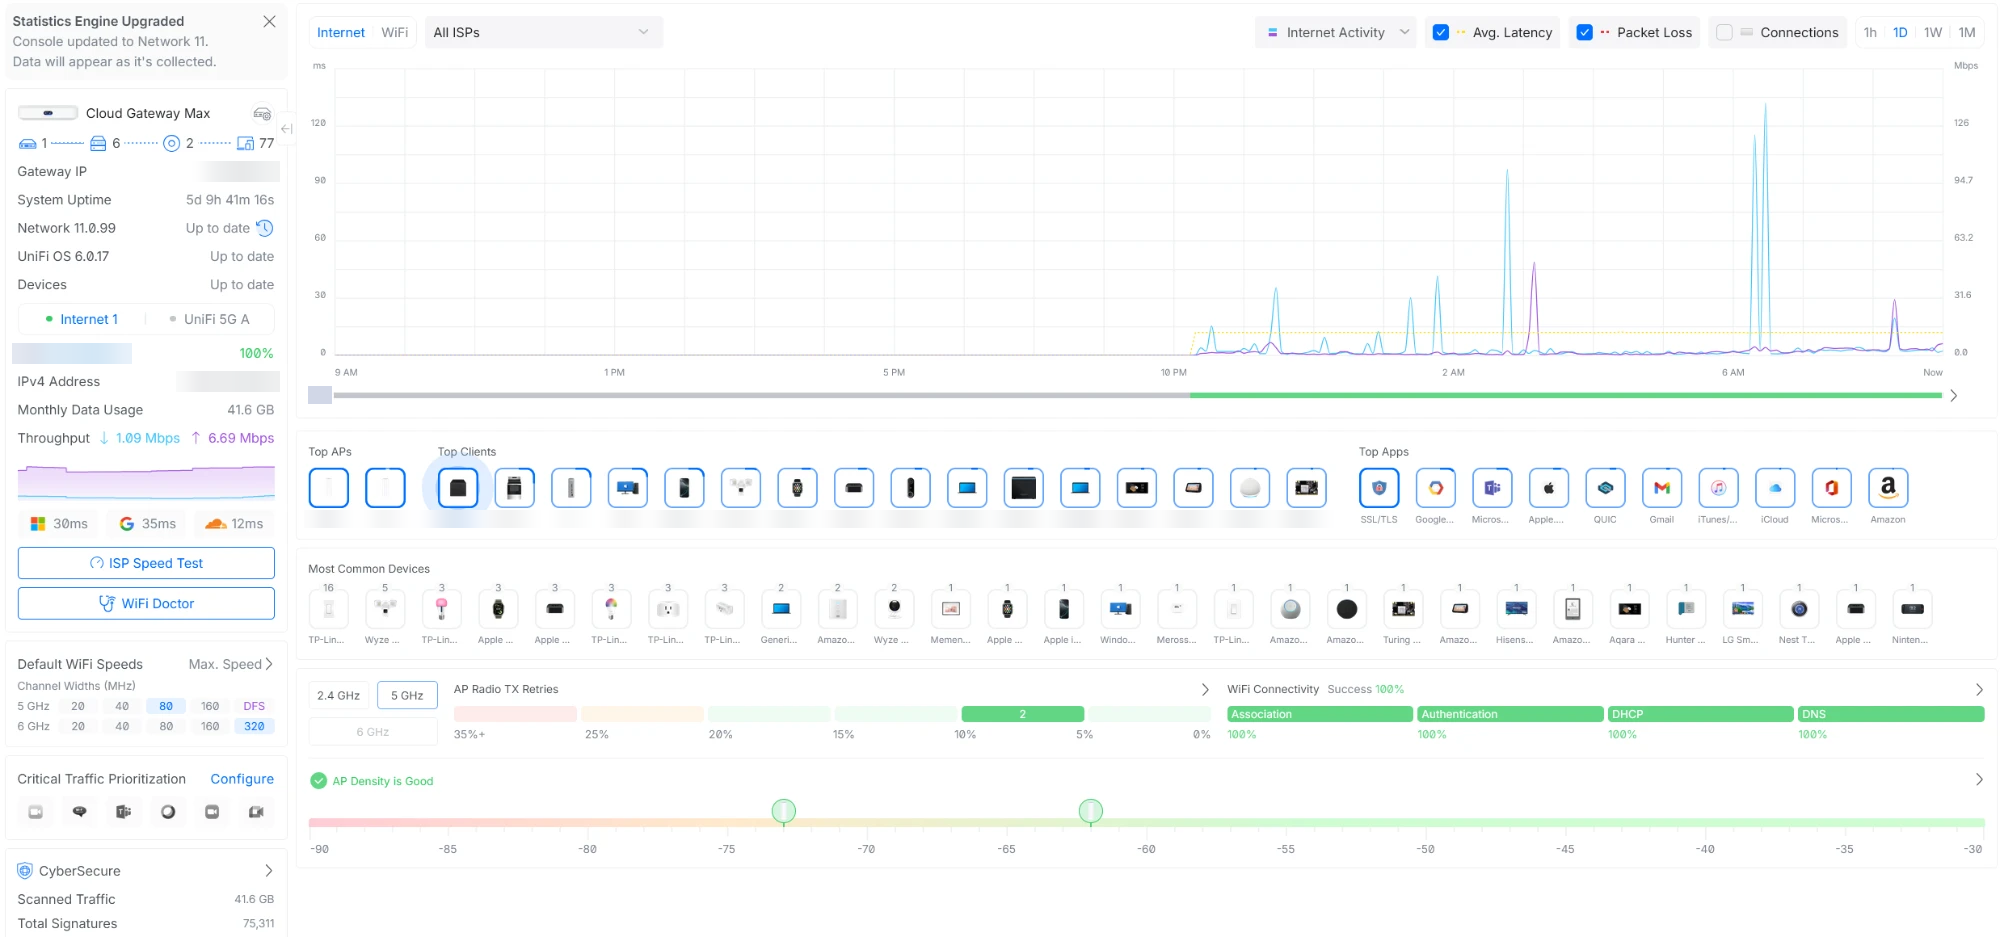 Statistics Engine Upgraded
Console updated to Network 11.
Data will appear as it's collected.
Cloud Gateway Max
1 6 2 77
Gateway IP
System Uptime 5d 9h 41m 16s
Network 11.0.99 Up to date
UniFi OS 6.0.17 Up to date
Devices Up to date
Internet 1 UniFi 5G A
100%
IPv4 Address
Monthly Data Usage 41.6 GB
Throughput ↓ 1.09 Mbps ↑ 6.69 Mbps
30ms 35ms 12ms
ISP Speed Test
WiFi Doctor
Default WiFi Speeds Max. Speed
Channel Widths (MHz)
5 GHz 20 40 80 160 DFS
6 GHz 20 40 80 160 320
Critical Traffic Prioritization Configure
CyberSecure
Scanned Traffic 41.6 GB
Total Signatures 75,311
Internet WiFi All ISPs Internet Activity Avg. Latency Packet Loss Connections 1h 1D 1W 1M
ms Mbps
120 126
90 94.7
60 63.2
30 31.6
0 0.0
9 AM 1 PM 5 PM 10 PM 2 AM 6 AM Now
Top APs Top Clients Top Apps
SSL/TLS Google... Micros... Apple.... QUIC Gmail iTunes/... iCloud Micros... Amazon
Most Common Devices
16 5 3 3 3 3 3 3 2 2 2 1 1 1 1 1 1 1 1 1 1 1 1 1 1 1 1 1 1
TP-Lin... Wyze ... TP-Lin... Apple ... Apple ... TP-Lin... TP-Lin... TP-Lin... Generi... Amazo... Wyze ... Memen... Apple ... Apple i... Windo... Meross... TP-Lin... Amazo... Amazo... Turing ... Amazo... Hisens... Amazo... Aqara ... Hunter ... LG Sm... Nest T... Apple ... Ninten...
2.4 GHz 5 GHz
6 GHz
AP Radio TX Retries
2
35%+ 25% 20% 15% 10% 5% 0%
WiFi Connectivity Success 100%
Association Authentication DHCP DNS
100% 100% 100% 100%
AP Density is Good
-90 -85 -80 -75 -70 -65 -60 -55 -50 -45 -40 -35 -30